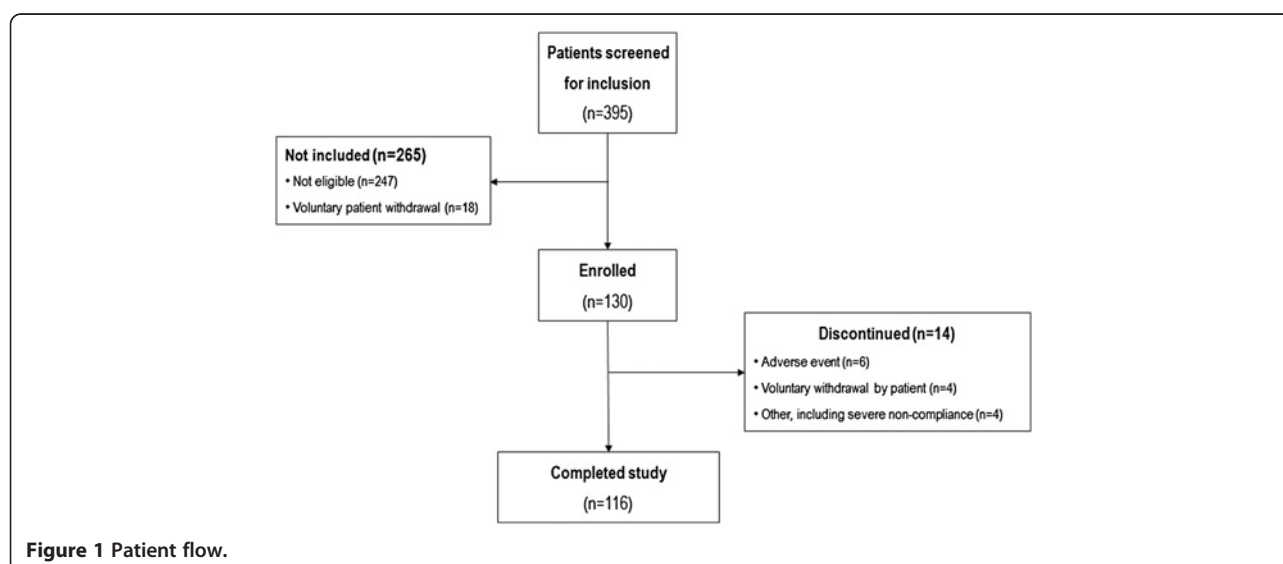 Patients screened
for inclusion
(n=395)
Not included (n=265)
• Not eligible (n=247)
• Voluntary patient withdrawal (n=18)
Enrolled
(n=130)
Discontinued (n=14)
• Adverse event (n=6)
• Voluntary withdrawal by patient (n=4)
• Other, including severe non-compliance (n=4)
Completed study
(n=116)
Figure 1 Patient flow.